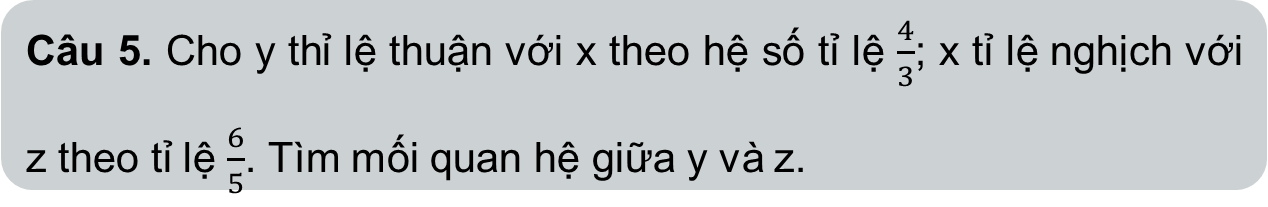 Câu 5. Cho y thỉ lệ thuận với x theo hệ số tỉ lệ 4/3; x tỉ lệ nghịch với
z theo tỉ lệ 6/5. Tìm mối quan hệ giữa y và z.